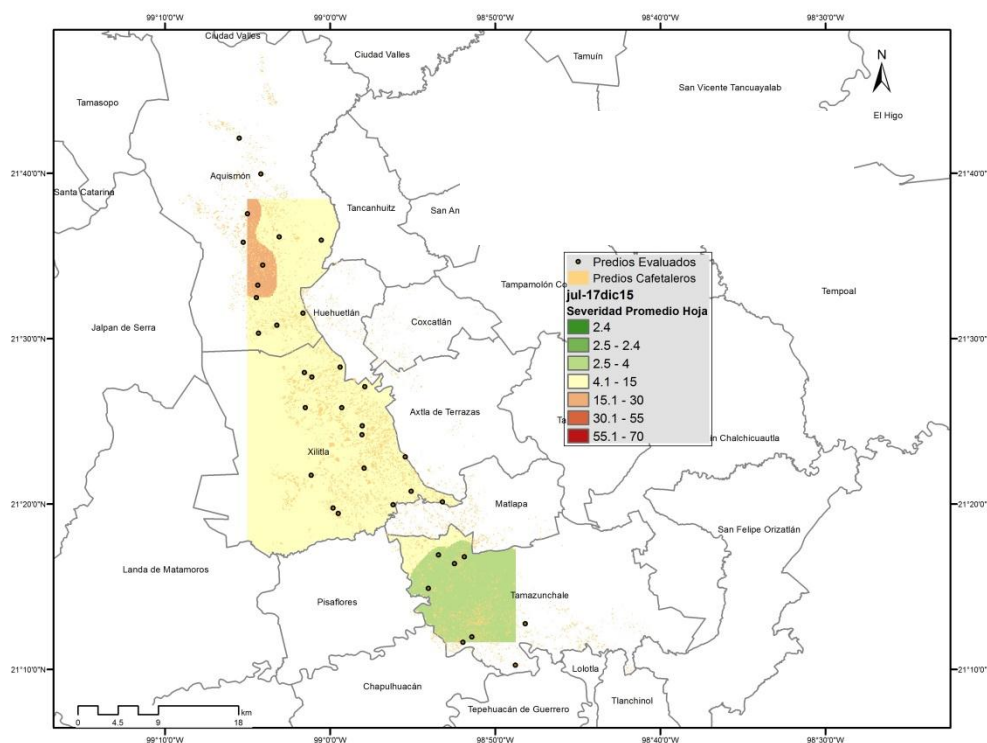 99°10'0"W 99°0'0"W 98°50'0"W 98°40'0"W 98°30'0"W
Ciudad Valles
Ciudad Valles
Tamuín
N
San Vicente Tancuayalab
Tamasopo
El Higo
21°40'0"N
21°40'0"N
Aquismón
Santa Catarina
Tancanhuitz
San An
Predios Evaluados
Predios Cafetaleros
jul-17dic15
Severidad Promedio Hoja
2.4
2.5 - 2.4
2.5 - 4
4.1 - 15
15.1 - 30
30.1 - 55
55.1 - 70
Tampamolón Co
Tempoal
Huehuetlán
Coxcatlán
Jalpan de Serra
21°30'0"N
21°30'0"N
Axtla de Terrazas
Ta
in Chalchicuautla
Xilitla
21°20'0"N
21°20'0"N
Matlapa
San Felipe Orizatlán
Landa de Matamoros
Pisaflores
Tamazunchale
21°10'0"N
21°10'0"N
Lolotla
Chapulhuacán
Tlanchinol
Tepehuacán de Guerrero
km
0 4.5 9 18
99°10'0"W 99°0'0"W 98°50'0"W 98°40'0"W 98°30'0"W